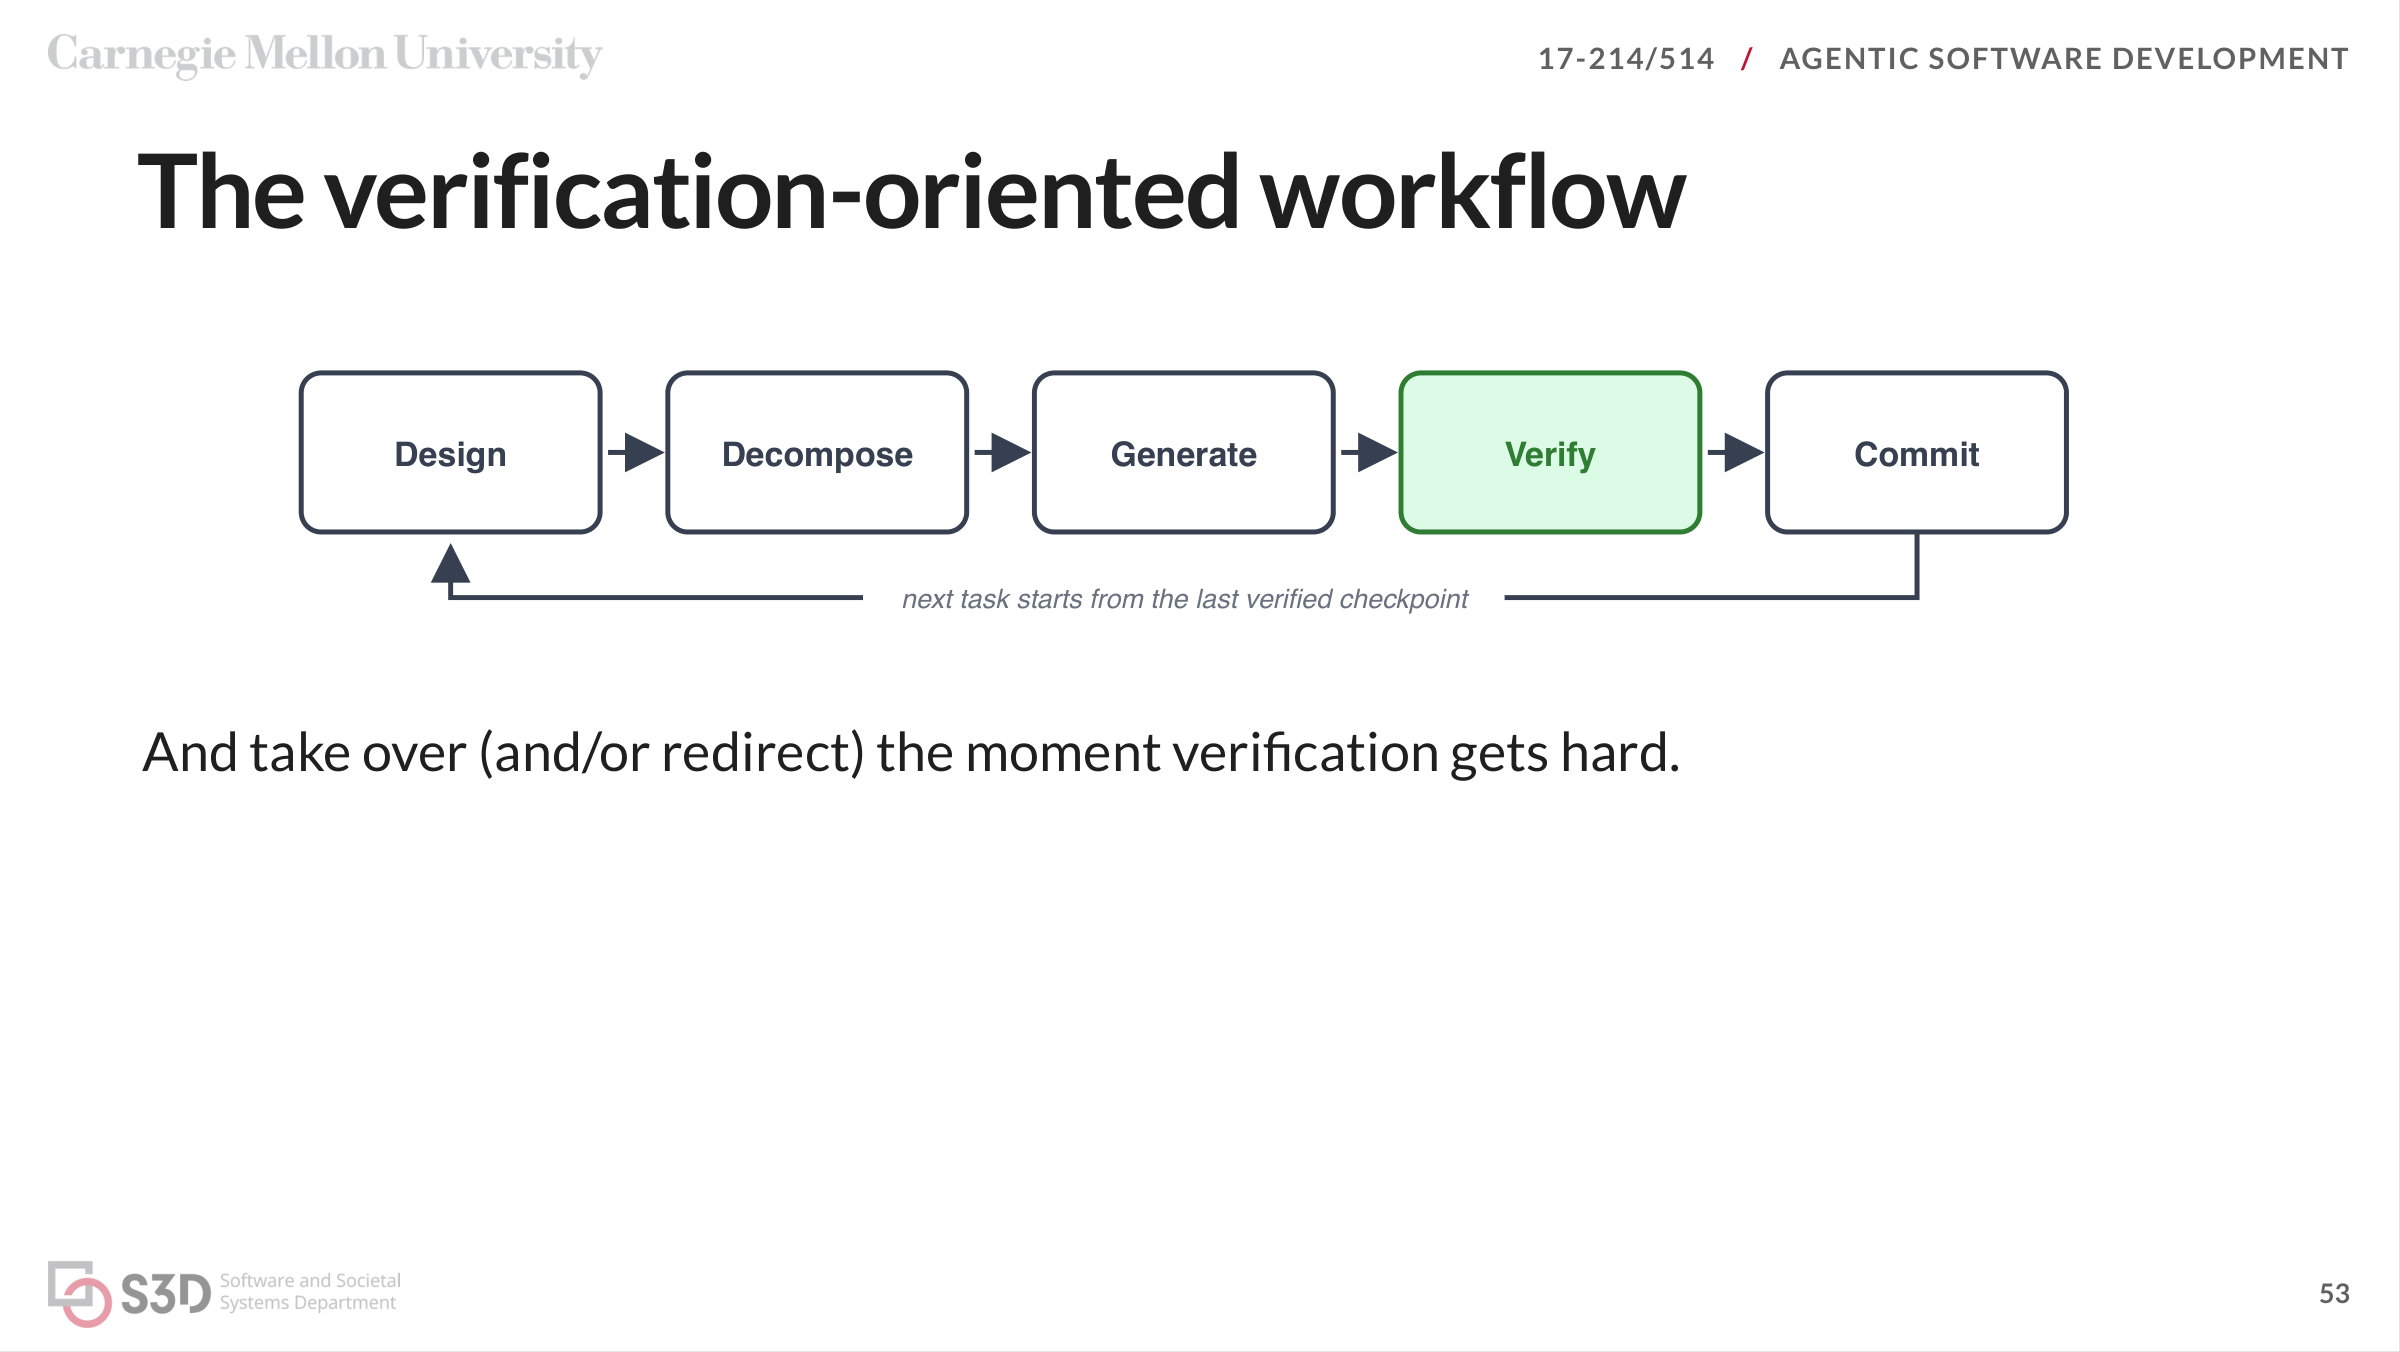 Carnegie Mellon University
17-214/514 / AGENTIC SOFTWARE DEVELOPMENT
The verification-oriented workflow
Design
Decompose
Generate
Verify
Commit
next task starts from the last verified checkpoint
And take over (and/or redirect) the moment verification gets hard.
S3D
Software and Societal
Systems Department
53